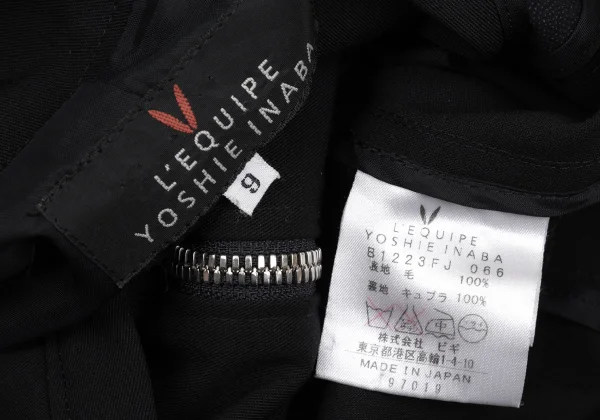 L'EQUIPE
YOSHIE INABA
9
L'EQUIPE
YOSHIE INABA
B1223FJ 066
表地 毛 100%
裏地 キュプラ 100%
株式会社 ビギ
東京都港区高輪1-4-10
MADE IN JAPAN
97019